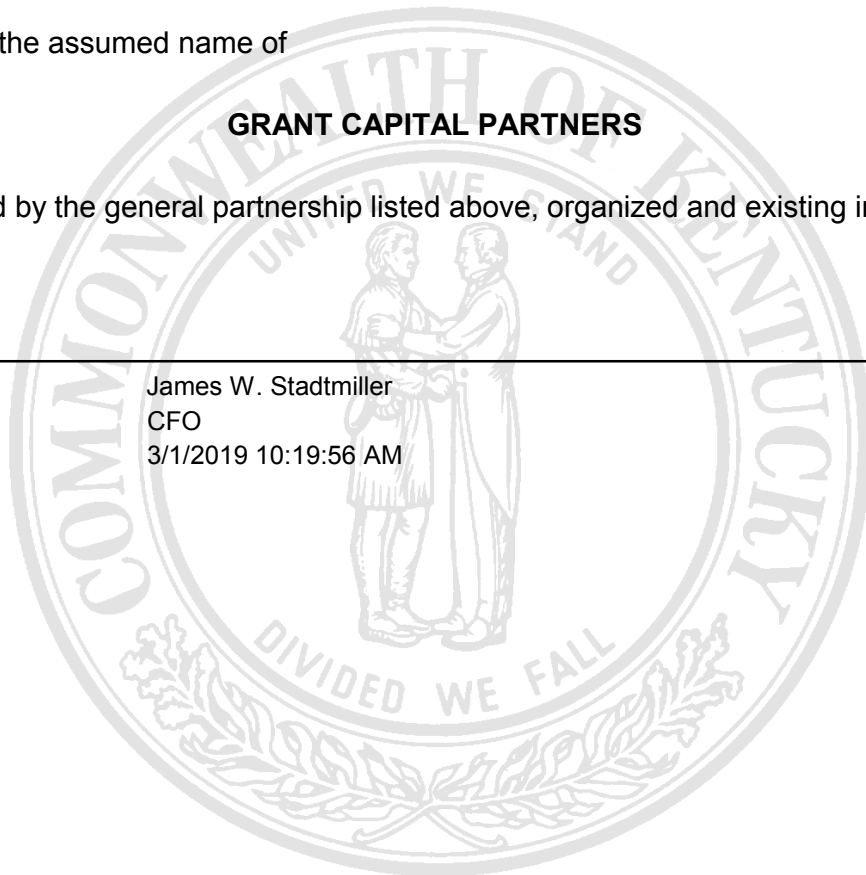 the assumed name of
GRANT CAPITAL PARTNERS
d by the general partnership listed above, organized and existing i
James W. Stadtmiller
CFO
3/1/2019 10:19:56 AM
COMMONWEALTH OF KENTUCKY
UNITED WE STAND
DIVIDED WE FALL